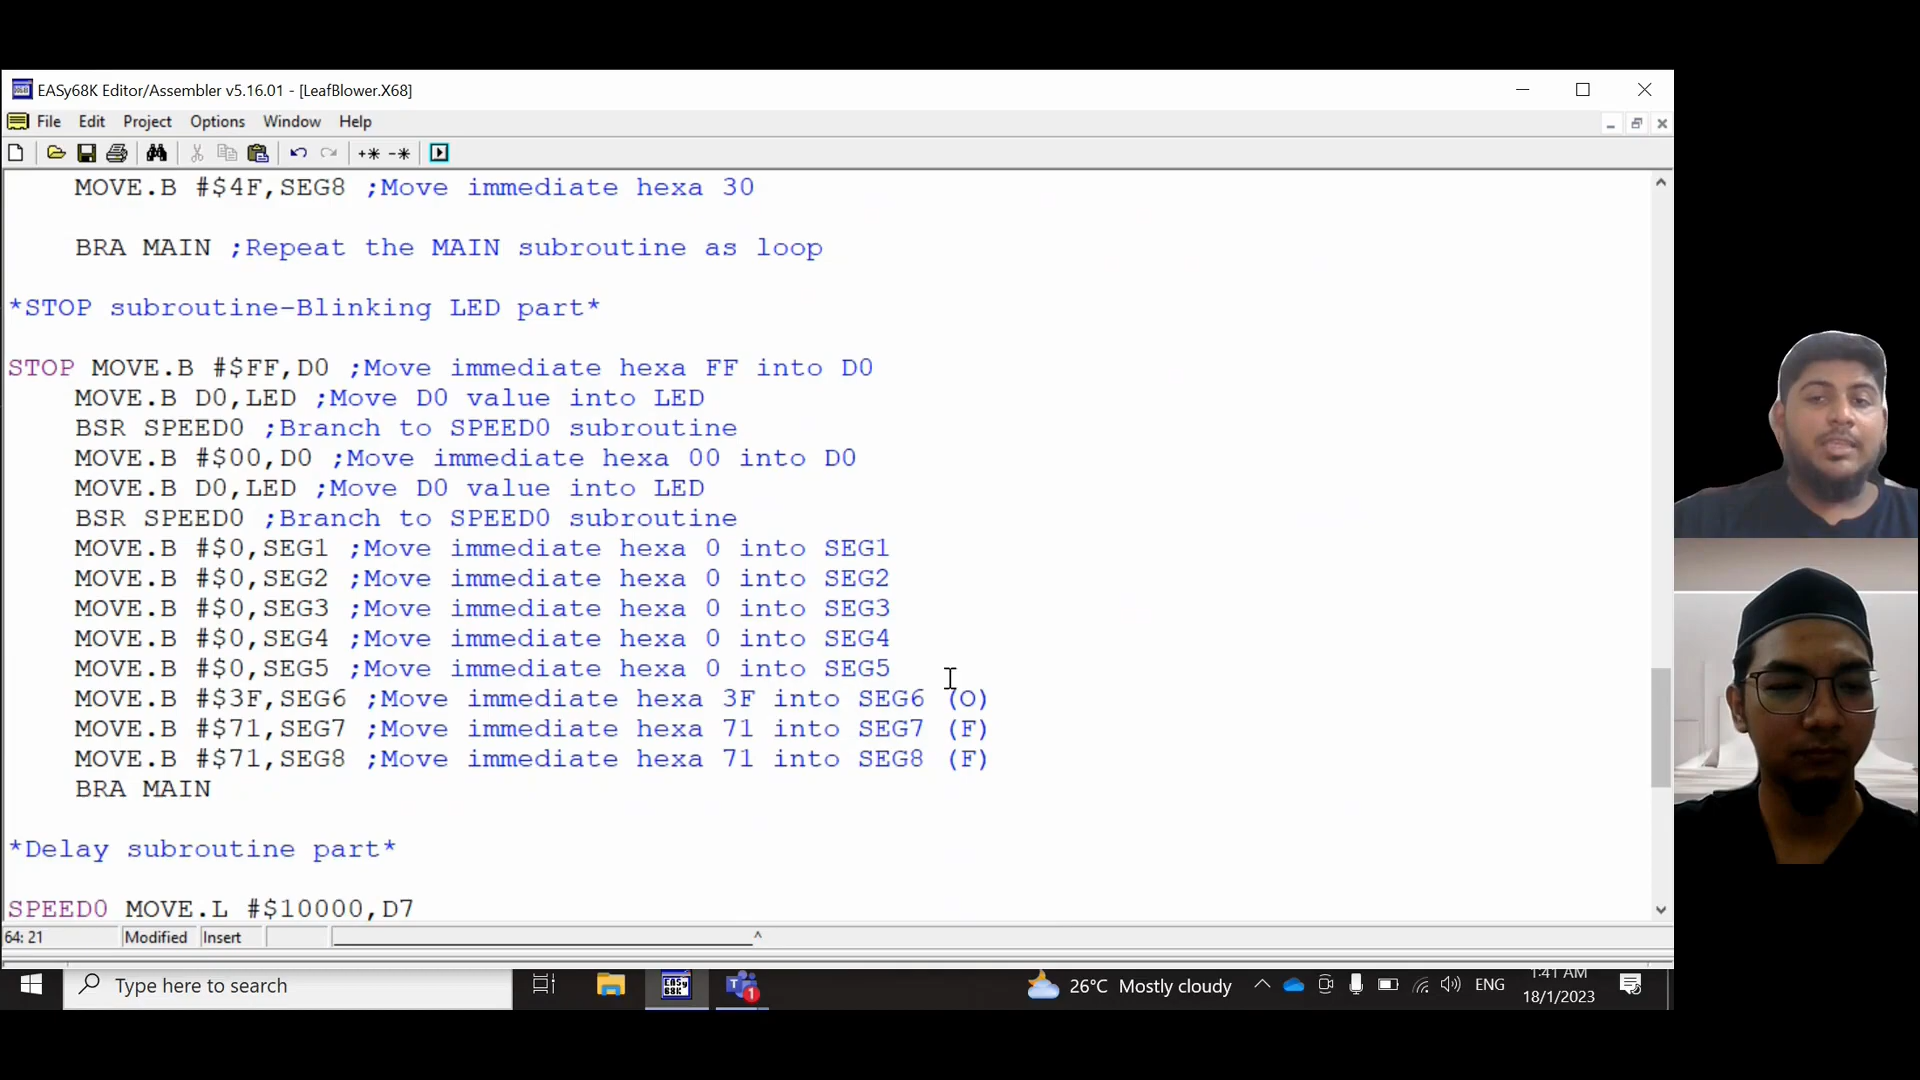 EASy68K Editor/Assembler v5.16.01 - [LeafBlower.X68]
File Edit Project Options Window Help
MOVE.B #$4F,SEG8 ;Move immediate hexa 30
BRA MAIN ;Repeat the MAIN subroutine as loop
*STOP subroutine-Blinking LED part*
STOP MOVE.B #$FF,D0 ;Move immediate hexa FF into D0
MOVE.B D0,LED ;Move D0 value into LED
BSR SPEED0 ;Branch to SPEED0 subroutine
MOVE.B #$00,D0 ;Move immediate hexa 00 into D0
MOVE.B D0,LED ;Move D0 value into LED
BSR SPEED0 ;Branch to SPEED0 subroutine
MOVE.B #$0,SEG1 ;Move immediate hexa 0 into SEG1
MOVE.B #$0,SEG2 ;Move immediate hexa 0 into SEG2
MOVE.B #$0,SEG3 ;Move immediate hexa 0 into SEG3
MOVE.B #$0,SEG4 ;Move immediate hexa 0 into SEG4
MOVE.B #$0,SEG5 ;Move immediate hexa 0 into SEG5
MOVE.B #$3F,SEG6 ;Move immediate hexa 3F into SEG6 (O)
MOVE.B #$71,SEG7 ;Move immediate hexa 71 into SEG7 (F)
MOVE.B #$71,SEG8 ;Move immediate hexa 71 into SEG8 (F)
BRA MAIN
*Delay subroutine part*
SPEED0 MOVE.L #$10000,D7
64: 21 Modified Insert
Type here to search EASy 68K T 1 26°C Mostly cloudy ENG 1:41 AM
18/1/2023